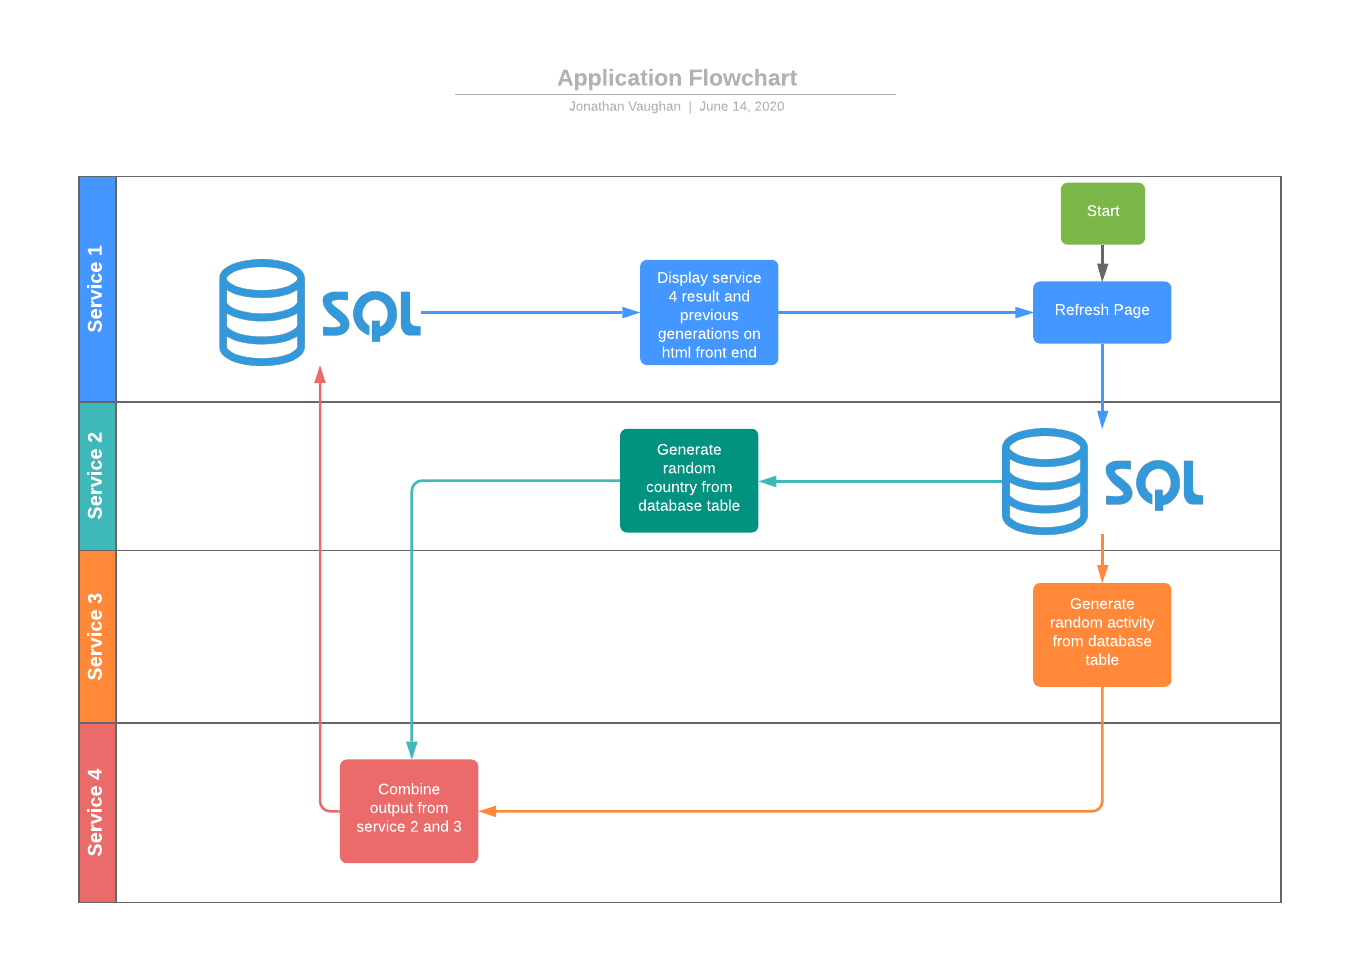 Application Flowchart
Jonathan Vaughan | June 14, 2020
Service 1
Start
SQL
Display service
4 result and
previous
generations on
html front end
Refresh Page
Service 2
Generate
random
country from
database table
SQL
Service 3
Generate
random activity
from database
table
Service 4
Combine
output from
service 2 and 3